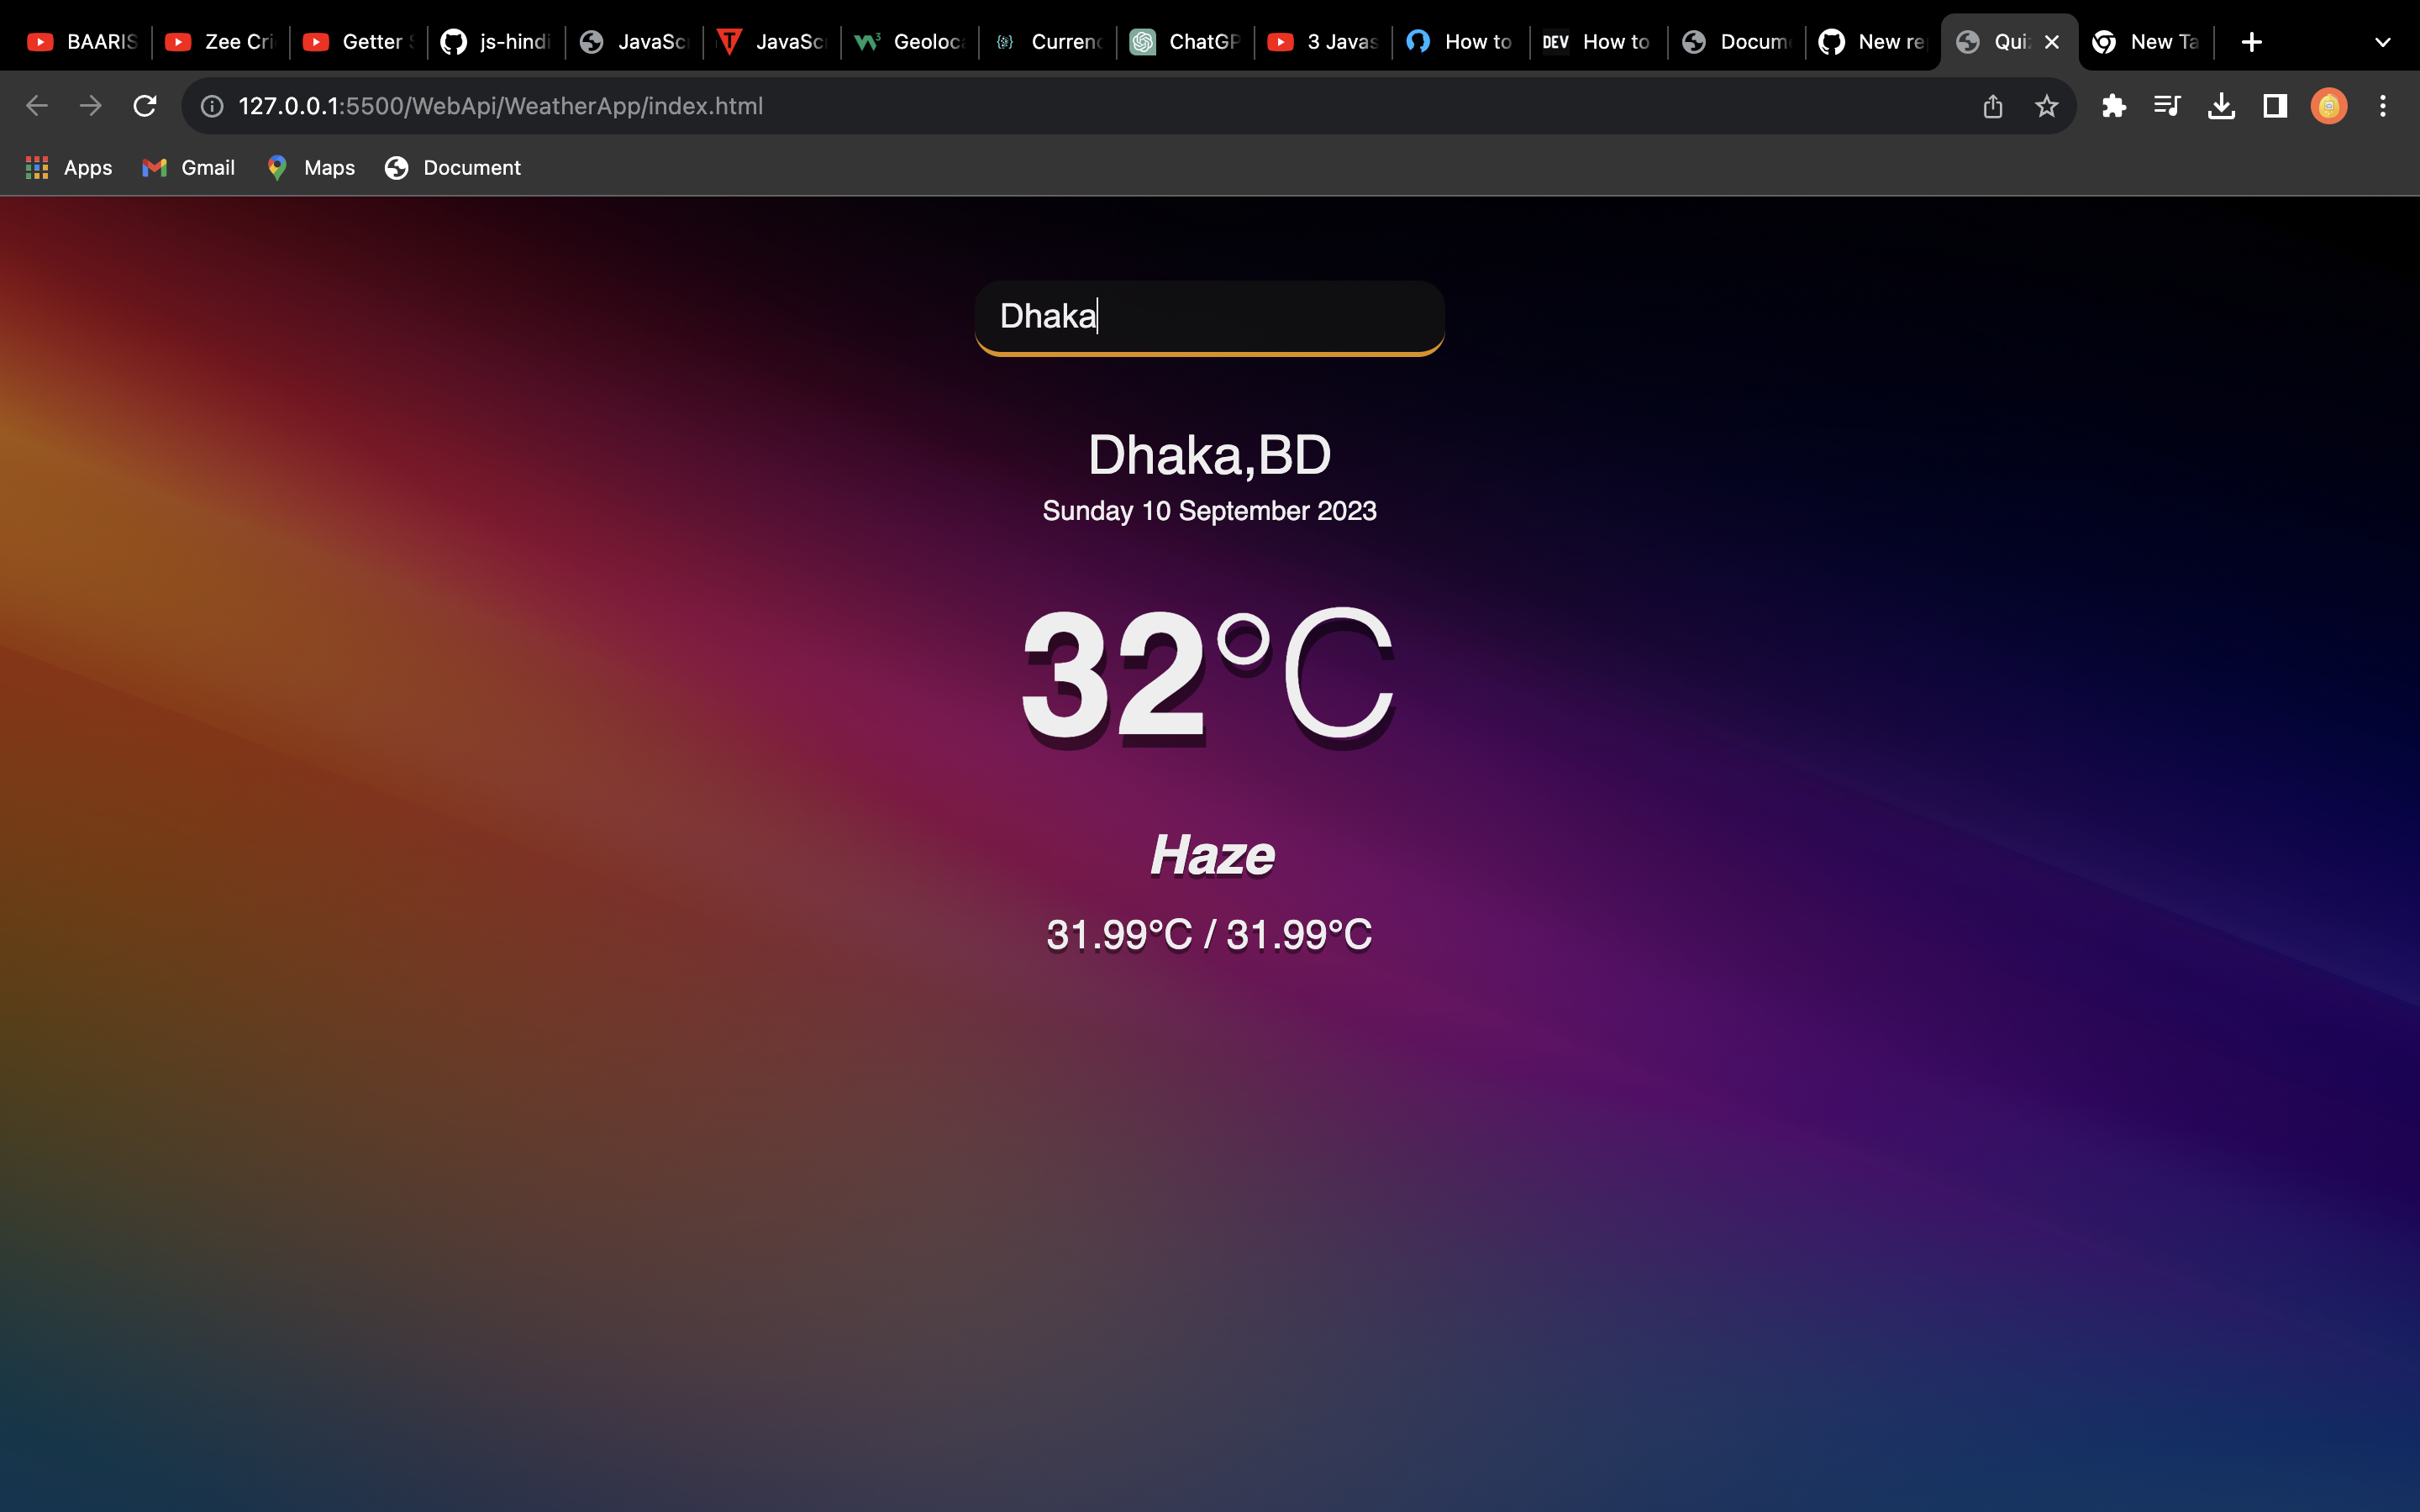 BAARIS Zee Cri Getter js-hindi JavaSc JavaSc Geoloc Currenc ChatGP 3 Javas How to DEV How to Docum New re Qui New Ta
127.0.0.1:5500/WebApi/WeatherApp/index.html
Apps Gmail Maps Document
Dhaka
Dhaka,BD
Sunday 10 September 2023
32°C
Haze
31.99°C / 31.99°C